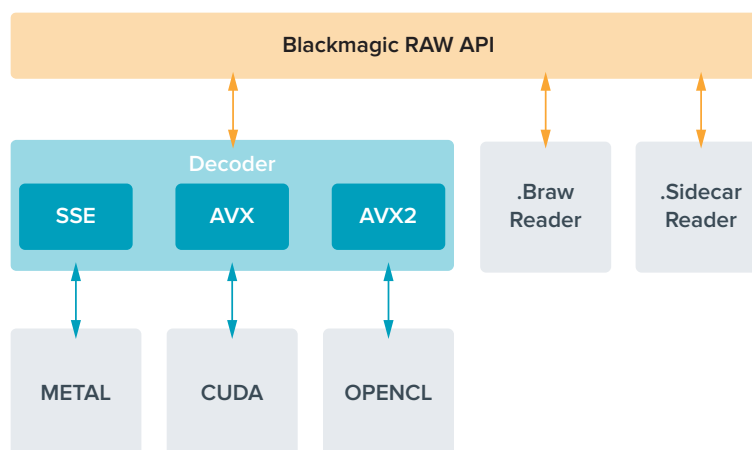 Blackmagic RAW API
Decoder
SSE
AVX
AVX2
.Braw
Reader
.Sidecar
Reader
METAL
CUDA
OPENCL